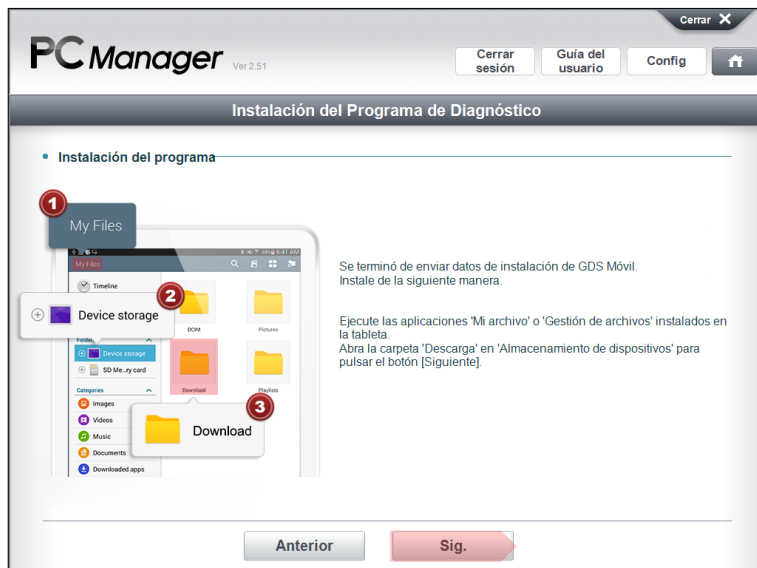 Cerrar X
PC Manager Ver 2.51
Cerrar sesión
Guía del usuario
Config
Instalación del Programa de Diagnóstico
Instalación del programa
1
My Files
My Files
Timeline
2
Device storage
Folders
Device storage
SD Me...ry card
Categories
Images
Videos
Music
Documents
Downloaded apps
DCIM
Pictures
Download
Playlists
3
Download
Se terminó de enviar datos de instalación de GDS Móvil.
Instale de la siguiente manera.
Ejecute las aplicaciones 'Mi archivo' o 'Gestión de archivos' instalados en
la tableta.
Abra la carpeta 'Descarga' en 'Almacenamiento de dispositivos' para
pulsar el botón [Siguiente].
Anterior
Sig.